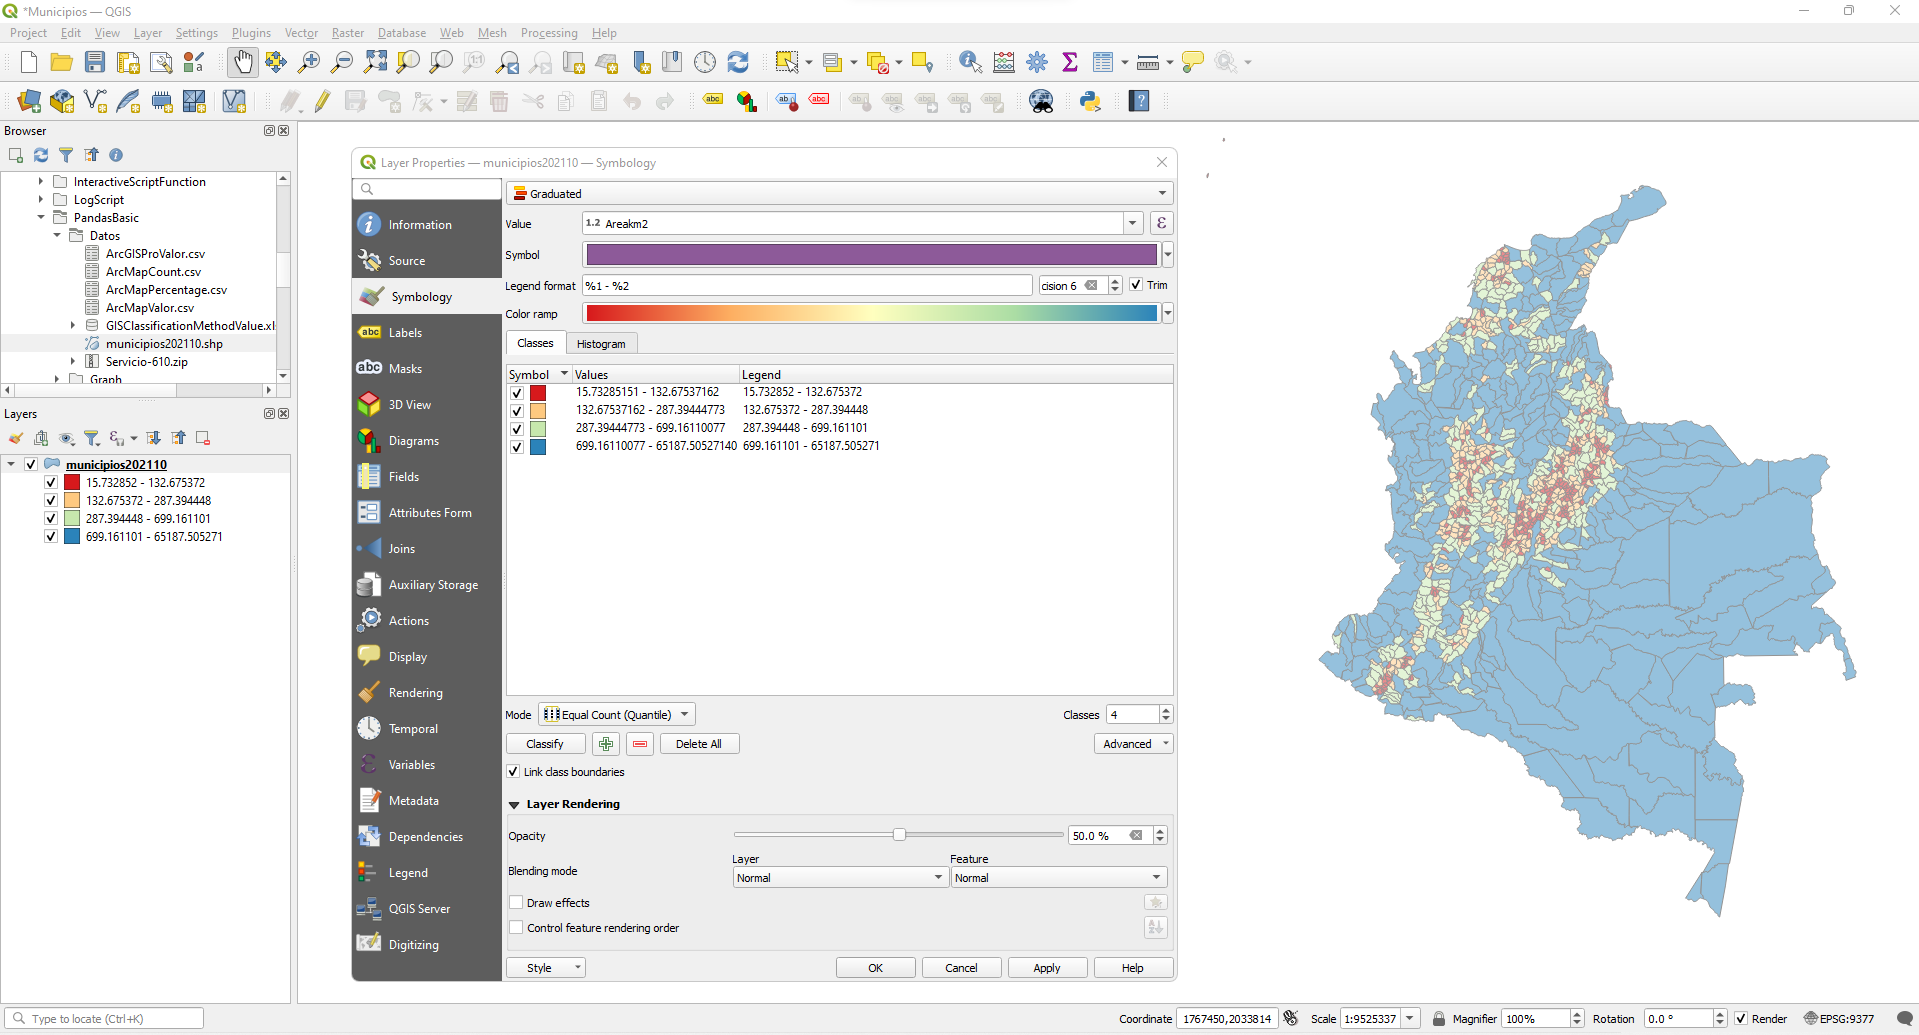 *Municipios — QGIS
Project Edit View Layer Settings Plugins Vector Raster Database Web Mesh Processing Help
Browser
InteractiveScriptFunction
LogScript
PandasBasic
Datos
ArcGISProValor.csv
ArcMapCount.csv
ArcMapPercentage.csv
ArcMapValor.csv
GISClassificationMethodValue.xl
municipios202110.shp
Servicio-610.zip
Graph
Layers
municipios202110
15.732852 - 132.675372
132.675372 - 287.394448
287.394448 - 699.161101
699.161101 - 65187.505271
Layer Properties — municipios202110 — Symbology
Information
Source
Symbology
Labels
Masks
3D View
Diagrams
Fields
Attributes Form
Joins
Auxiliary Storage
Actions
Display
Rendering
Temporal
Variables
Metadata
Dependencies
Legend
QGIS Server
Digitizing
Graduated
Value 1.2 Areakm2 ε
Symbol
Legend format %1 - %2 cision 6 Trim
Color ramp
Classes Histogram
Symbol Values Legend
15.73285151 - 132.67537162 15.732852 - 132.675372
132.67537162 - 287.39444773 132.675372 - 287.394448
287.39444773 - 699.16110077 287.394448 - 699.161101
699.16110077 - 65187.50527140 699.161101 - 65187.505271
Mode Equal Count (Quantile) Classes 4
Classify Delete All Advanced
Link class boundaries
Layer Rendering
Opacity 50.0 %
Layer Feature
Blending mode Normal Normal
Draw effects
Control feature rendering order
Style OK Cancel Apply Help
Type to locate (Ctrl+K) Coordinate 1767450,2033814 Scale 1:9525337 Magnifier 100% Rotation 0.0 ° Render EPSG:9377